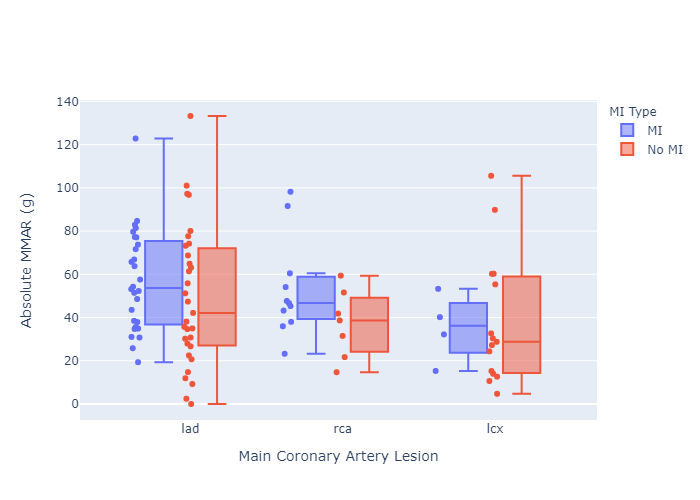 MI Type
MI
No MI
Absolute MMAR (g)
140
120
100
80
60
40
20
0
lad rca lcx
Main Coronary Artery Lesion